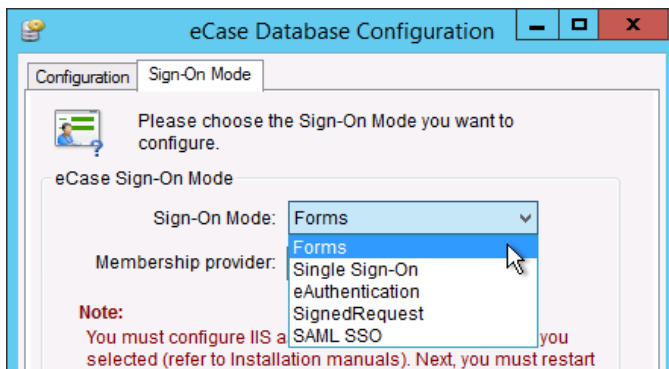 eCase Database Configuration
Configuration Sign-On Mode
Please choose the Sign-On Mode you want to
configure.
eCase Sign-On Mode
Sign-On Mode: Forms
Forms
Membership provider:
Single Sign-On
eAuthentication
SignedRequest
SAML SSO
Note:
You must configure IIS a you
selected (refer to Installation manuals). Next, you must restart